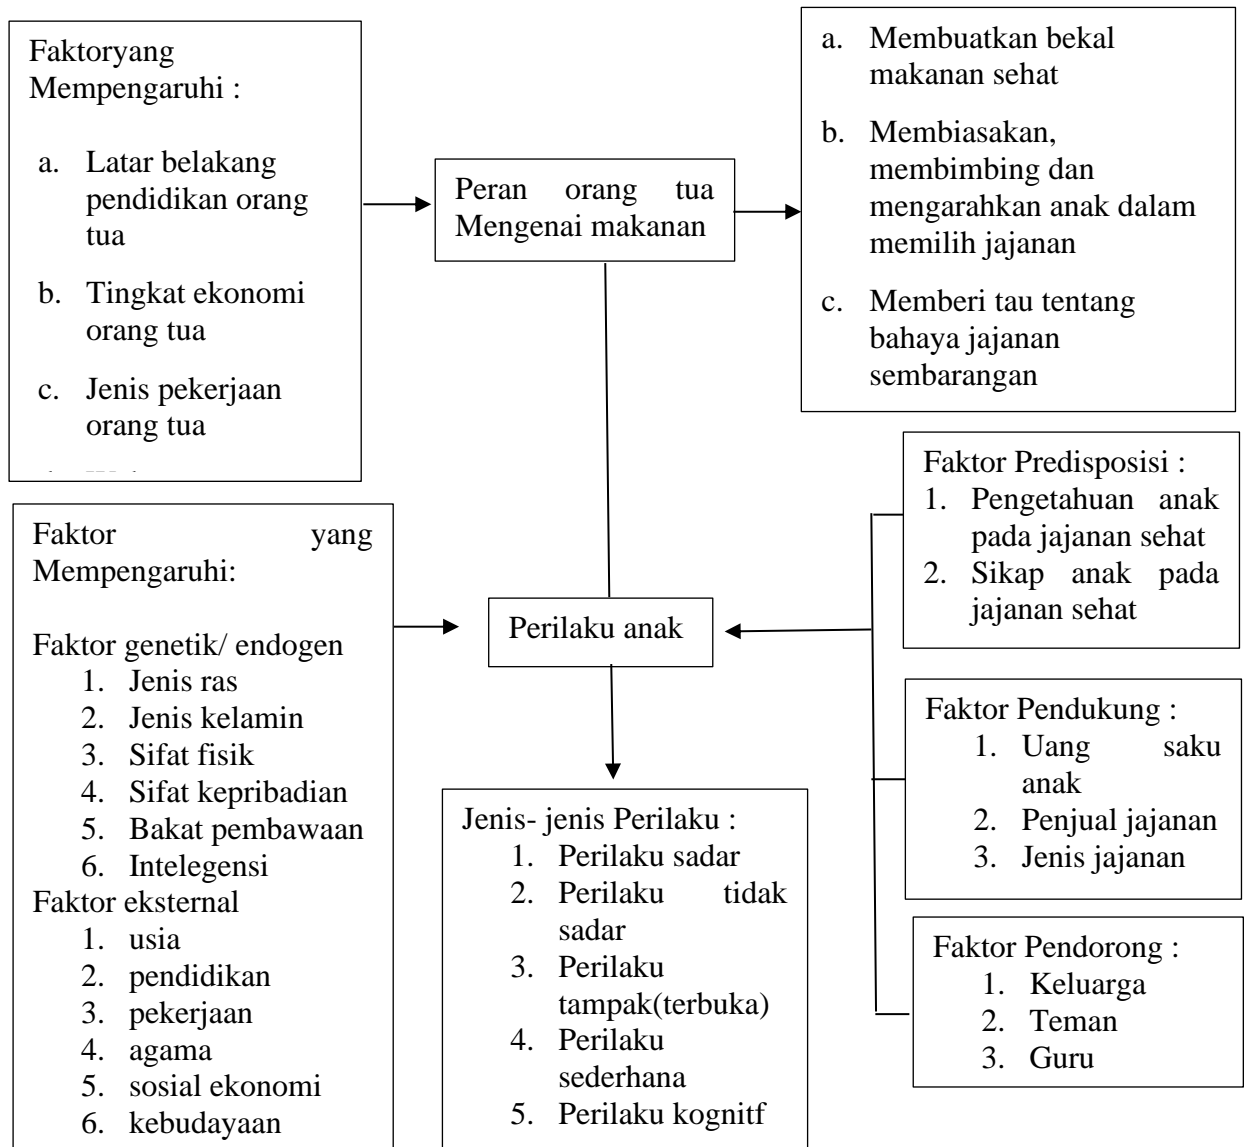 Faktoryang
Mempengaruhi :
a. Latar belakang
pendidikan orang
tua
b. Tingkat ekonomi
orang tua
c. Jenis pekerjaan
orang tua
Peran orang tua
Mengenai makanan
a. Membuatkan bekal
makanan sehat
b. Membiasakan,
membimbing dan
mengarahkan anak dalam
memilih jajanan
c. Memberi tau tentang
bahaya jajanan
sembarangan
Faktor yang
Mempengaruhi:
Faktor genetik/ endogen
1. Jenis ras
2. Jenis kelamin
3. Sifat fisik
4. Sifat kepribadian
5. Bakat pembawaan
6. Intelegensi
Faktor eksternal
1. usia
2. pendidikan
3. pekerjaan
4. agama
5. sosial ekonomi
6. kebudayaan
Perilaku anak
Jenis- jenis Perilaku :
1. Perilaku sadar
2. Perilaku tidak
sadar
3. Perilaku
tampak(terbuka)
4. Perilaku
sederhana
5. Perilaku kognitf
Faktor Predisposisi :
1. Pengetahuan anak
pada jajanan sehat
2. Sikap anak pada
jajanan sehat
Faktor Pendukung :
1. Uang saku
anak
2. Penjual jajanan
3. Jenis jajanan
Faktor Pendorong :
1. Keluarga
2. Teman
3. Guru